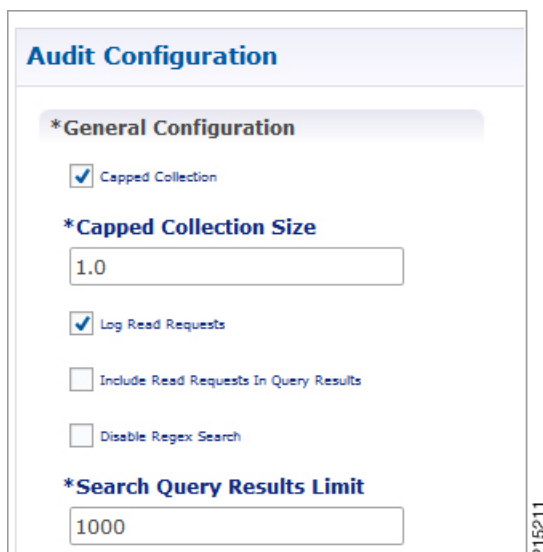 Audit Configuration
*General Configuration
Capped Collection
*Capped Collection Size
1.0
Log Read Requests
Include Read Requests In Query Results
Disable Regex Search
*Search Query Results Limit
1000